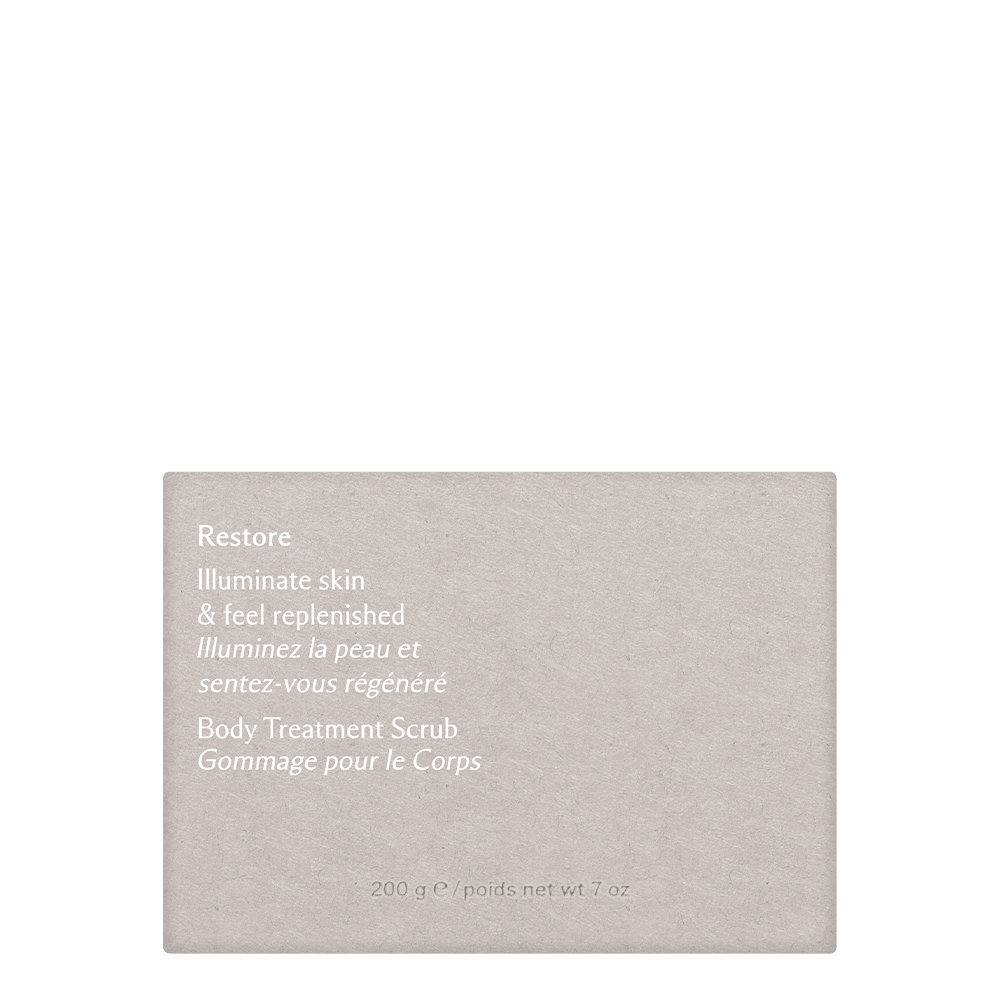 Restore
Illuminate skin
& feel replenished
Illuminez la peau et
sentez-vous régénéré
Body Treatment Scrub
Gommage pour le Corps
200 g ℮ / poids net wt 7 oz